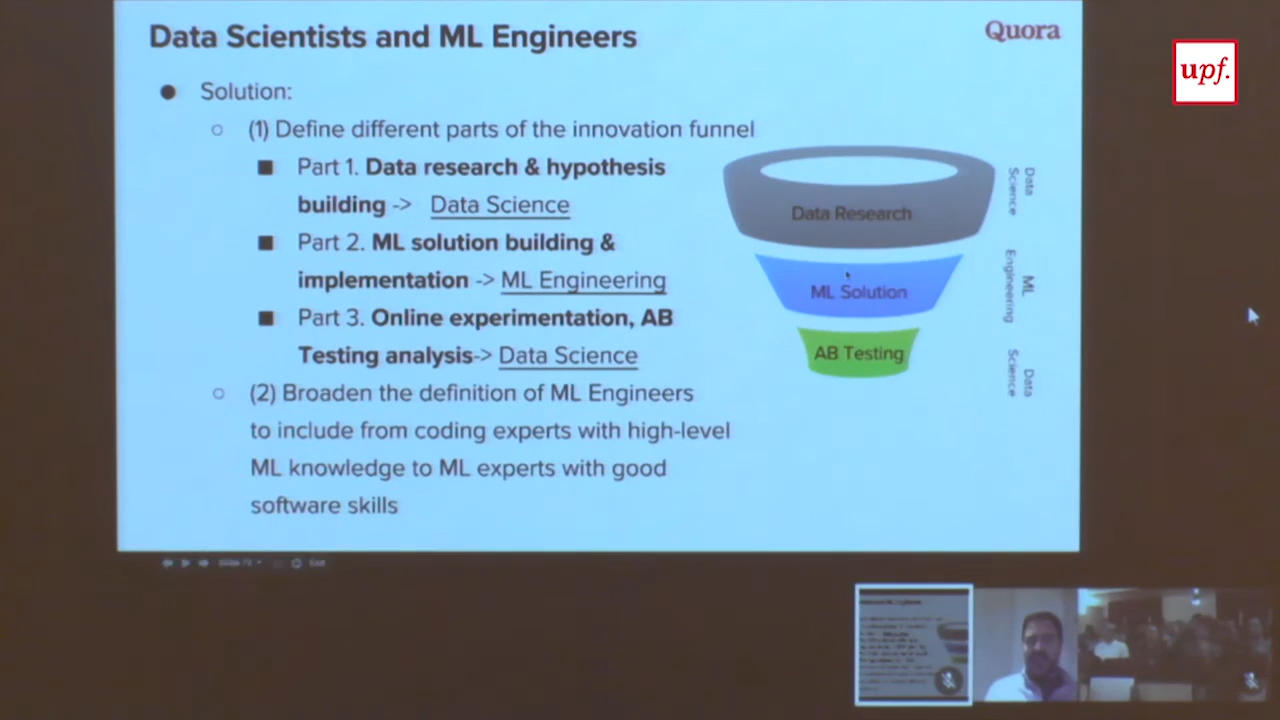 Data Scientists and ML Engineers
Quora
upf.
● Solution:
○ (1) Define different parts of the innovation funnel
■ Part 1. Data research & hypothesis
building -> Data Science
■ Part 2. ML solution building &
implementation -> ML Engineering
■ Part 3. Online experimentation, AB
Testing analysis-> Data Science
○ (2) Broaden the definition of ML Engineers
to include from coding experts with high-level
ML knowledge to ML experts with good
software skills
Data Research
ML Solution
AB Testing
Data
Science
ML
Engineering
Data
Science